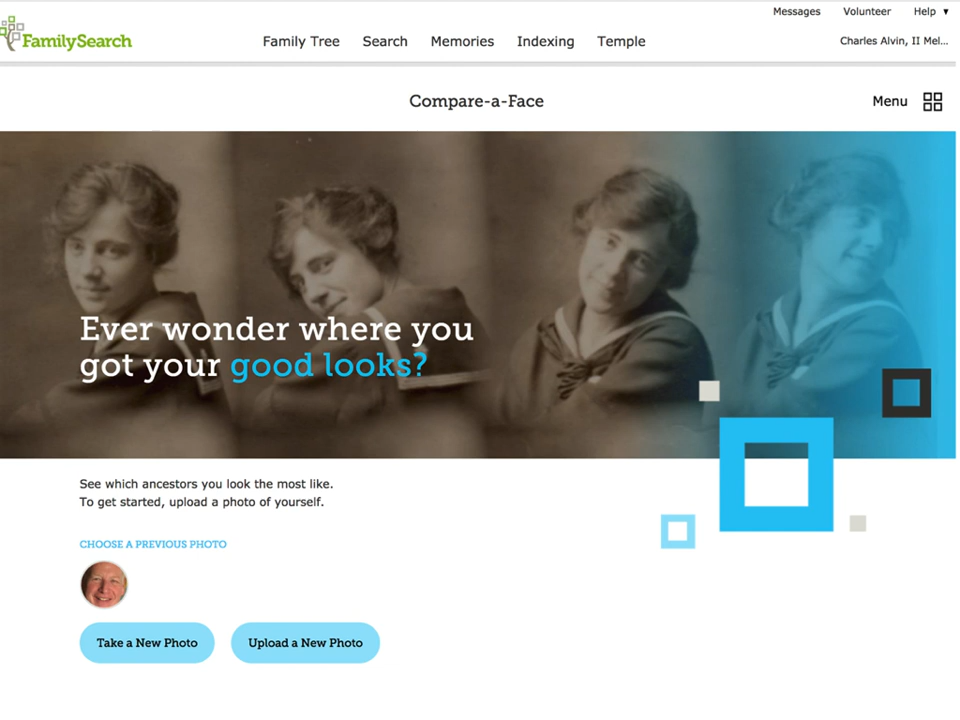 Messages Volunteer Help ▼
FamilySearch
Family Tree Search Memories Indexing Temple
Charles Alvin, II Mel...
Compare-a-Face
Menu
Ever wonder where you
got your good looks?
See which ancestors you look the most like.
To get started, upload a photo of yourself.
CHOOSE A PREVIOUS PHOTO
Take a New Photo
Upload a New Photo